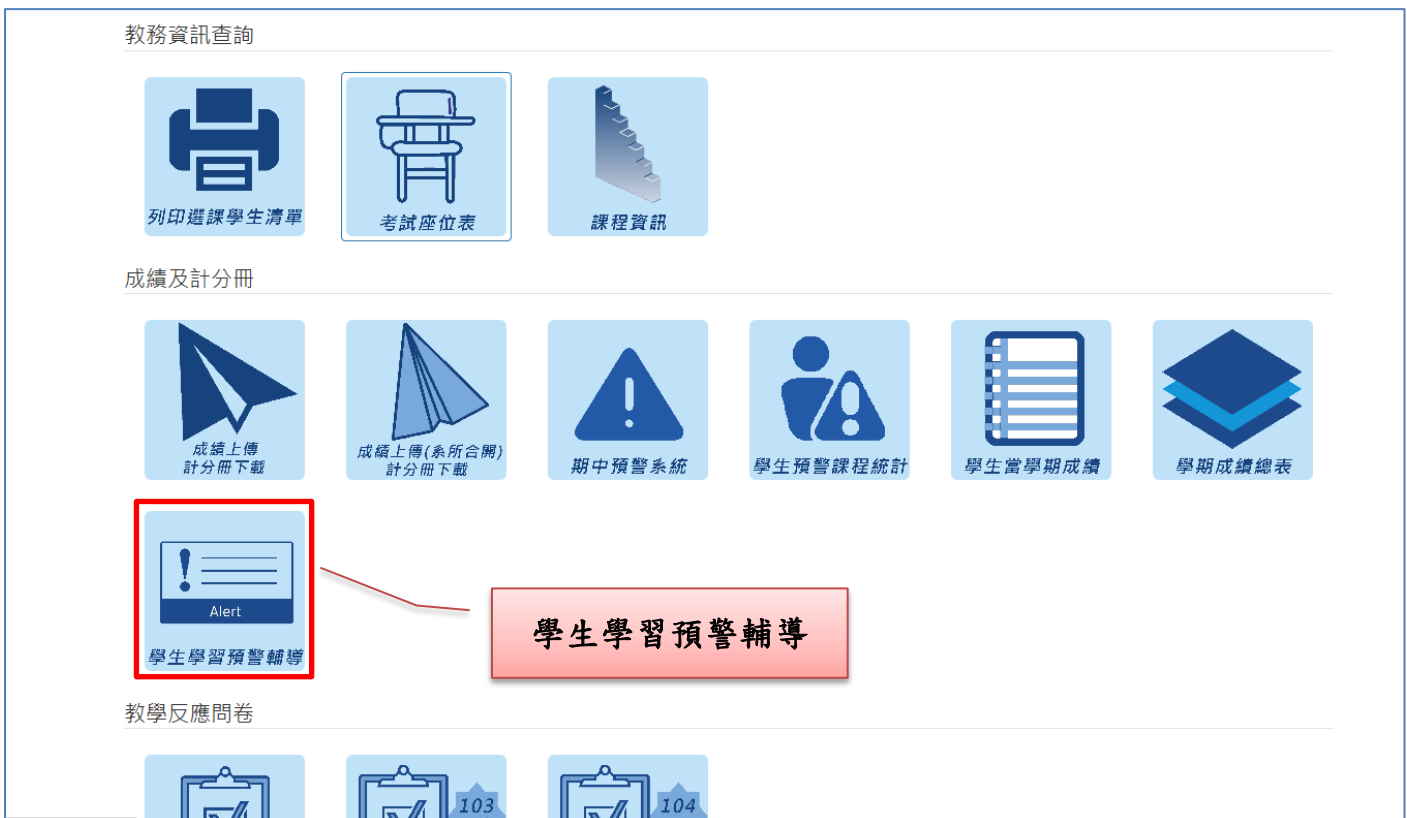 教務資訊查詢
列印選課學生清單
考試座位表
課程資訊
成績及計分冊
成績上傳
計分冊下載
成績上傳(系所合開)
計分冊下載
期中預警系統
學生預警課程統計
學生當學期成績
學期成績總表
Alert
學生學習預警輔導
學生學習預警輔導
教學反應問卷
103
104